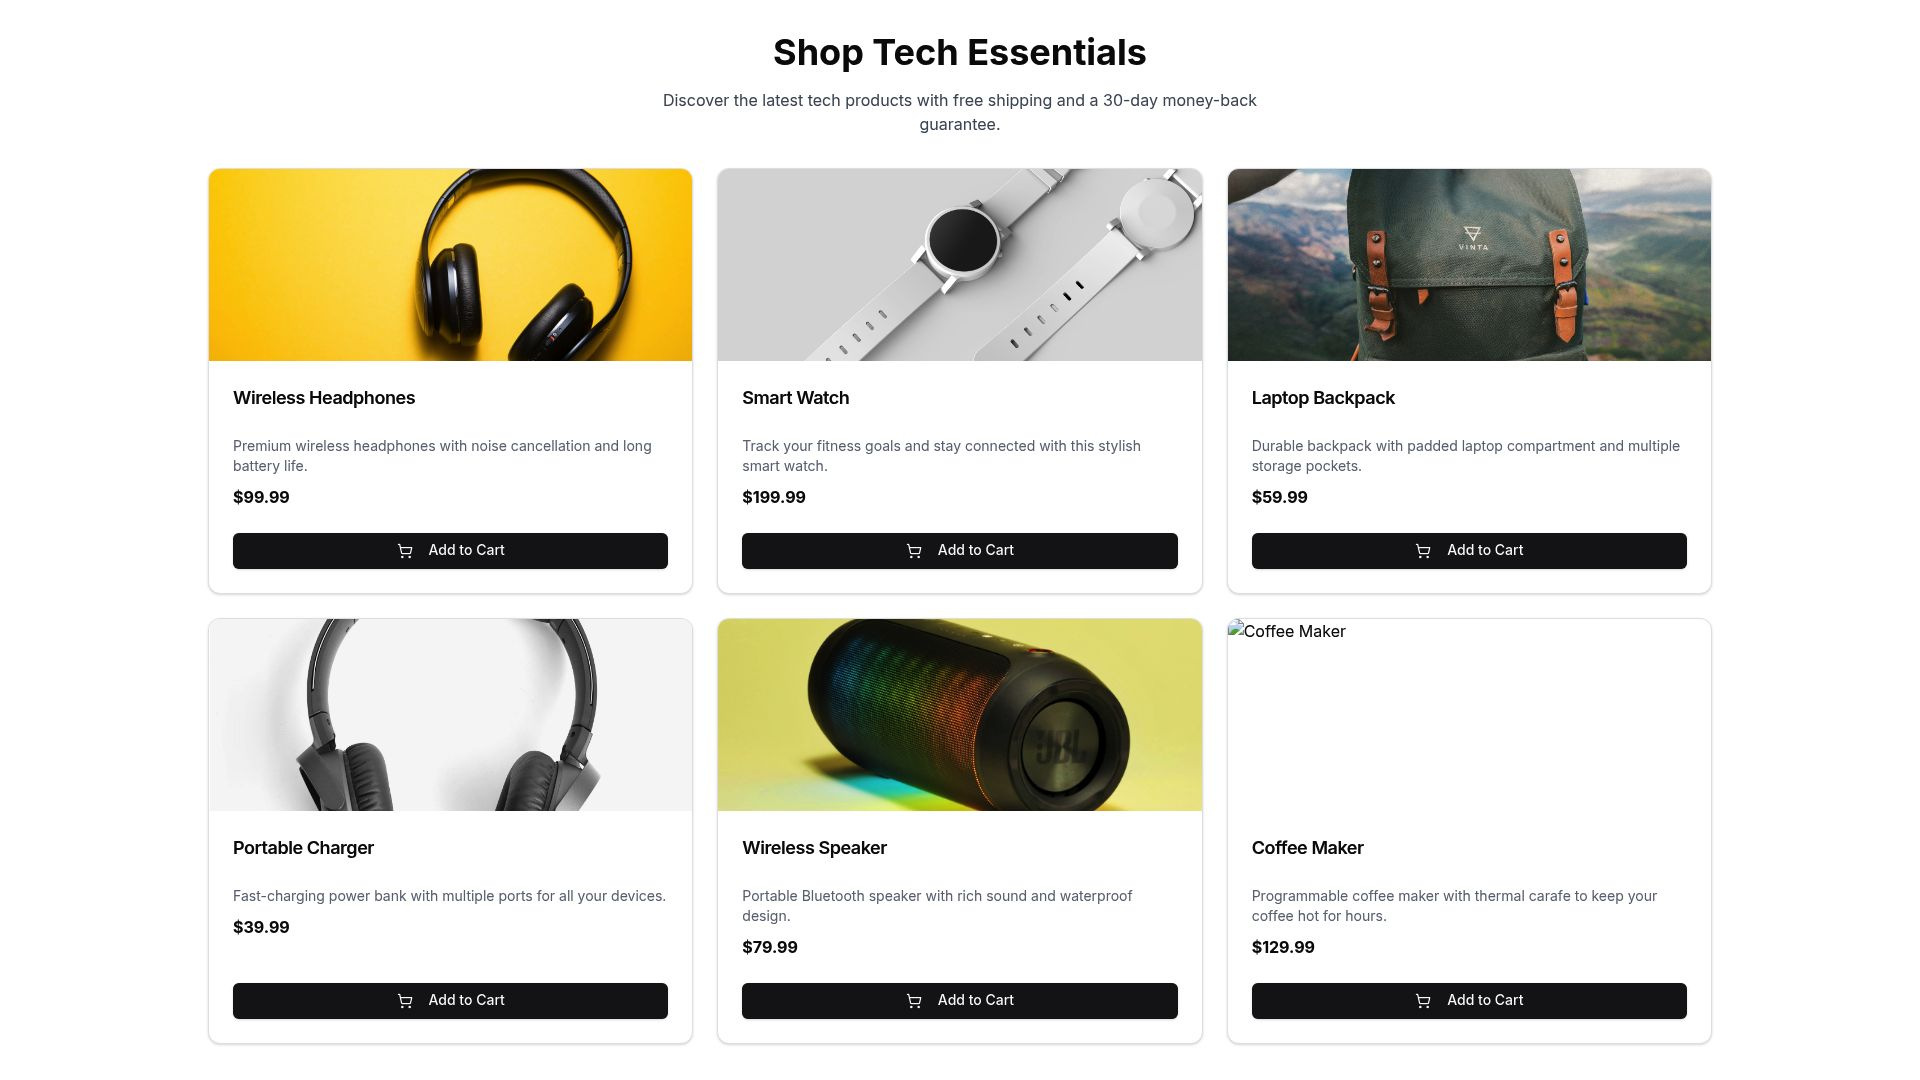 Shop Tech Essentials
Discover the latest tech products with free shipping and a 30-day money-back
guarantee.
VINTA
Wireless Headphones
Premium wireless headphones with noise cancellation and long
battery life.
$99.99
Add to Cart
Smart Watch
Track your fitness goals and stay connected with this stylish
smart watch.
$199.99
Add to Cart
Laptop Backpack
Durable backpack with padded laptop compartment and multiple
storage pockets.
$59.99
Add to Cart
JBL
Coffee Maker
Portable Charger
Fast-charging power bank with multiple ports for all your devices.
$39.99
Add to Cart
Wireless Speaker
Portable Bluetooth speaker with rich sound and waterproof
design.
$79.99
Add to Cart
Coffee Maker
Programmable coffee maker with thermal carafe to keep your
coffee hot for hours.
$129.99
Add to Cart